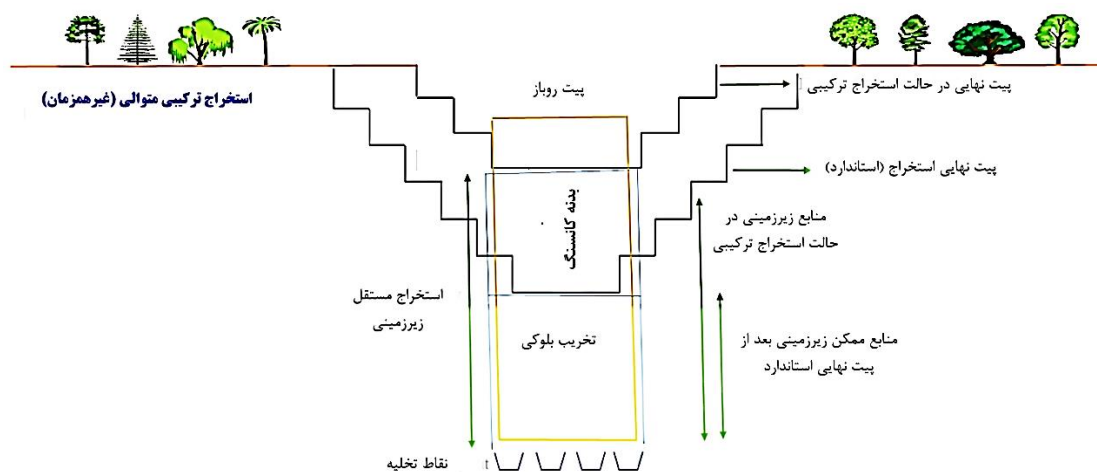 استخراج ترکیبی متوالی (غیرهمزمان)
پیت روباز
پیت نهایی در حالت استخراج ترکیبی
پیت نهایی استخراج (استاندارد)
بدنه کانسنگ
منابع زیرزمینی در
حالت استخراج ترکیبی
استخراج مستقل
زیرزمینی
تخریب بلوکی
منابع ممکن زیرزمینی بعد از
پیت نهایی استاندارد
نقاط تخلیه